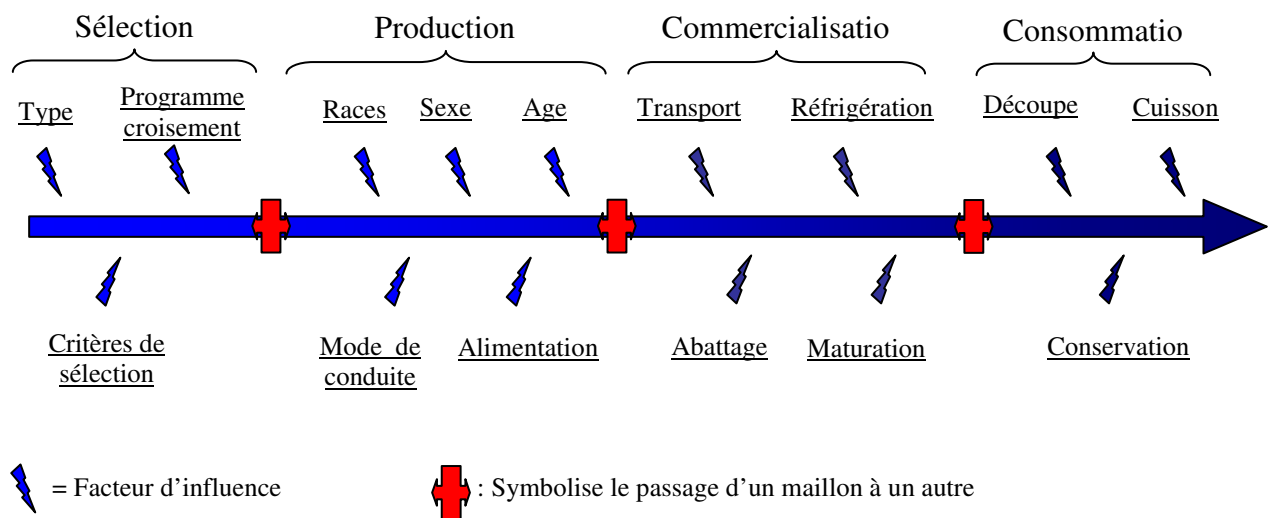 Sélection
Production
Commercialisatio
Consommatio
Type
Programme
croisement
Races
Sexe
Age
Transport
Réfrigération
Découpe
Cuisson
Critères de
sélection
Mode de
conduite
Alimentation
Abattage
Maturation
Conservation
= Facteur d'influence
: Symbolise le passage d'un maillon à un autre